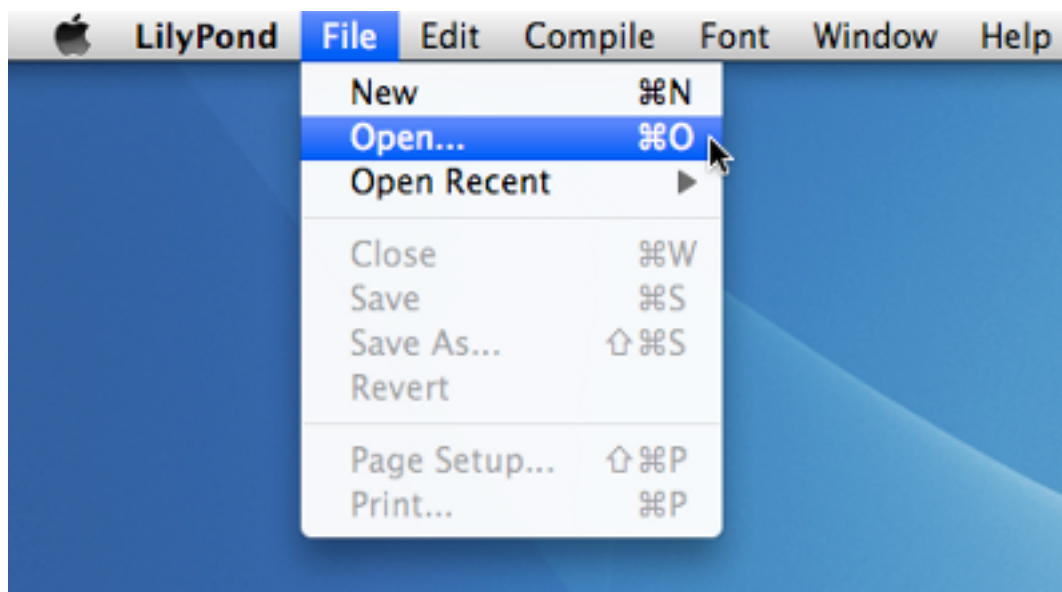 LilyPond File Edit Compile Font Window Help
New ⌘N
Open... ⌘O
Open Recent ▶
Close ⌘W
Save ⌘S
Save As... ⇧⌘S
Revert
Page Setup... ⇧⌘P
Print... ⌘P